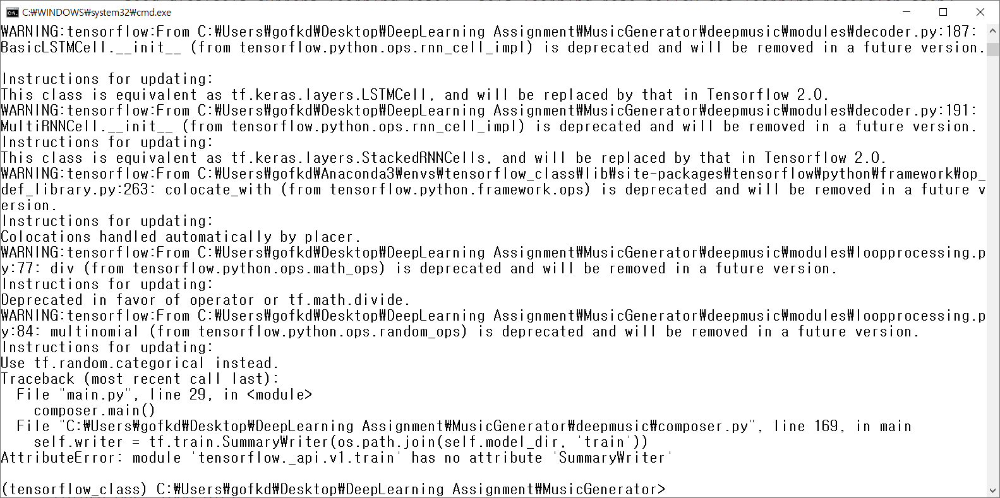 C:₩WINDOWS₩system32₩cmd.exe
WARNING:tensorflow:From C:₩Users₩gofkd₩Desktop₩DeepLearning Assignment₩MusicGenerator₩deepmusic₩modules₩decoder.py:187:
BasicLSTMCell.__init__ (from tensorflow.python.ops.rnn_cell_impl) is deprecated and will be removed in a future version.
Instructions for updating:
This class is equivalent as tf.keras.layers.LSTMCell, and will be replaced by that in Tensorflow 2.0.
WARNING:tensorflow:From C:₩Users₩gofkd₩Desktop₩DeepLearning Assignment₩MusicGenerator₩deepmusic₩modules₩decoder.py:191:
MultiRNNCell.__init__ (from tensorflow.python.ops.rnn_cell_impl) is deprecated and will be removed in a future version.
Instructions for updating:
This class is equivalent as tf.keras.layers.StackedRNNCells, and will be replaced by that in Tensorflow 2.0.
WARNING:tensorflow:From C:₩Users₩gofkd₩Anaconda3₩envs₩tensorflow_class₩lib₩site-packages₩tensorflow₩python₩framework₩op_
def_library.py:263: colocate_with (from tensorflow.python.framework.ops) is deprecated and will be removed in a future v
ersion.
Instructions for updating:
Colocations handled automatically by placer.
WARNING:tensorflow:From C:₩Users₩gofkd₩Desktop₩DeepLearning Assignment₩MusicGenerator₩deepmusic₩modules₩loopprocessing.p
y:77: div (from tensorflow.python.ops.math_ops) is deprecated and will be removed in a future version.
Instructions for updating:
Deprecated in favor of operator or tf.math.divide.
WARNING:tensorflow:From C:₩Users₩gofkd₩Desktop₩DeepLearning Assignment₩MusicGenerator₩deepmusic₩modules₩loopprocessing.p
y:84: multinomial (from tensorflow.python.ops.random_ops) is deprecated and will be removed in a future version.
Instructions for updating:
Use tf.random.categorical instead.
Traceback (most recent call last):
  File "main.py", line 29, in <module>
    composer.main()
  File "C:₩Users₩gofkd₩Desktop₩DeepLearning Assignment₩MusicGenerator₩deepmusic₩composer.py", line 169, in main
    self.writer = tf.train.SummaryWriter(os.path.join(self.model_dir, 'train'))
AttributeError: module 'tensorflow._api.v1.train' has no attribute 'SummaryWriter'
(tensorflow_class) C:₩Users₩gofkd₩Desktop₩DeepLearning Assignment₩MusicGenerator>